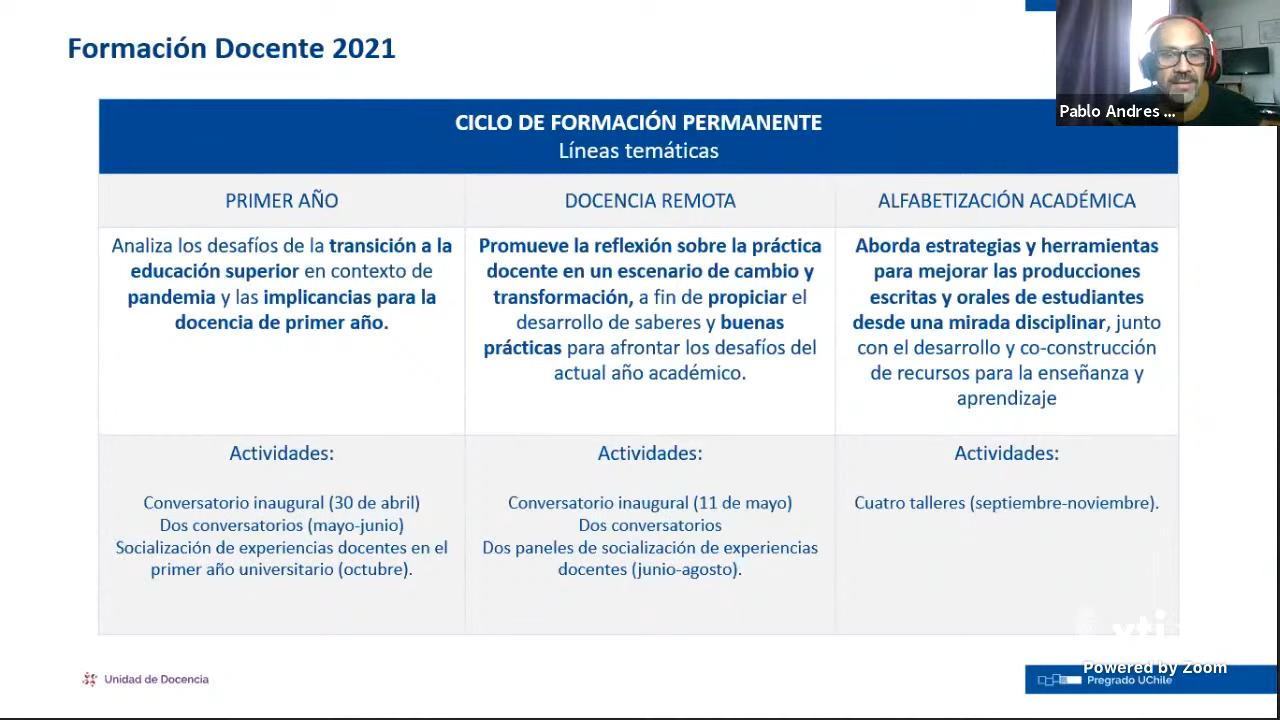 Formación Docente 2021
Pablo Andres ...
CICLO DE FORMACIÓN PERMANENTE
Líneas temáticas
PRIMER AÑO
Analiza los desafíos de la transición a la
educación superior en contexto de
pandemia y las implicancias para la
docencia de primer año.
Actividades:
Conversatorio inaugural (30 de abril)
Dos conversatorios (mayo-junio)
Socialización de experiencias docentes en el
primer año universitario (octubre).
DOCENCIA REMOTA
Promueve la reflexión sobre la práctica
docente en un escenario de cambio y
transformación, a fin de propiciar el
desarrollo de saberes y buenas
prácticas para afrontar los desafíos del
actual año académico.
Actividades:
Conversatorio inaugural (11 de mayo)
Dos conversatorios
Dos paneles de socialización de experiencias
docentes (junio-agosto).
ALFABETIZACIÓN ACADÉMICA
Aborda estrategias y herramientas
para mejorar las producciones
escritas y orales de estudiantes
desde una mirada disciplinar, junto
con el desarrollo y co-construcción
de recursos para la enseñanza y
aprendizaje
Actividades:
Cuatro talleres (septiembre-noviembre).
Unidad de Docencia
Powered by Zoom
Pregrado UChile